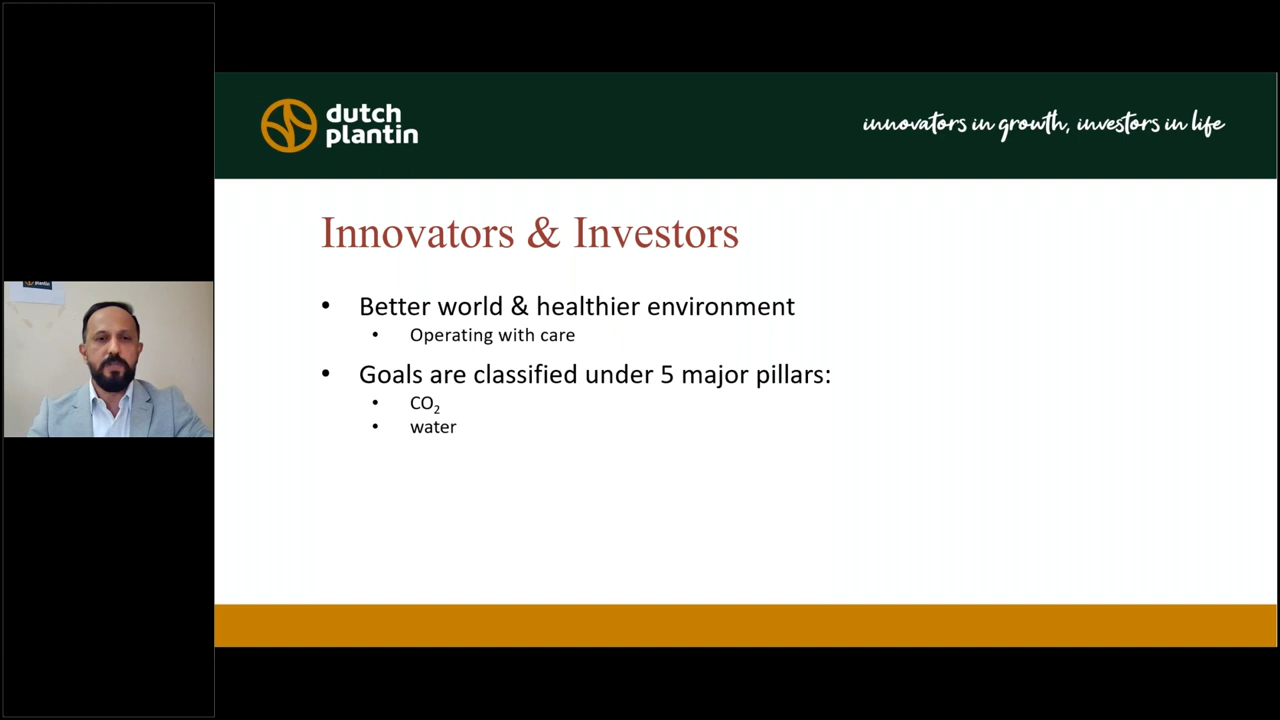 dutch
plantin
innovators in growth, investors in life
Innovators & Investors
• Better world & healthier environment
• Operating with care
• Goals are classified under 5 major pillars:
• CO₂
• water
plantin